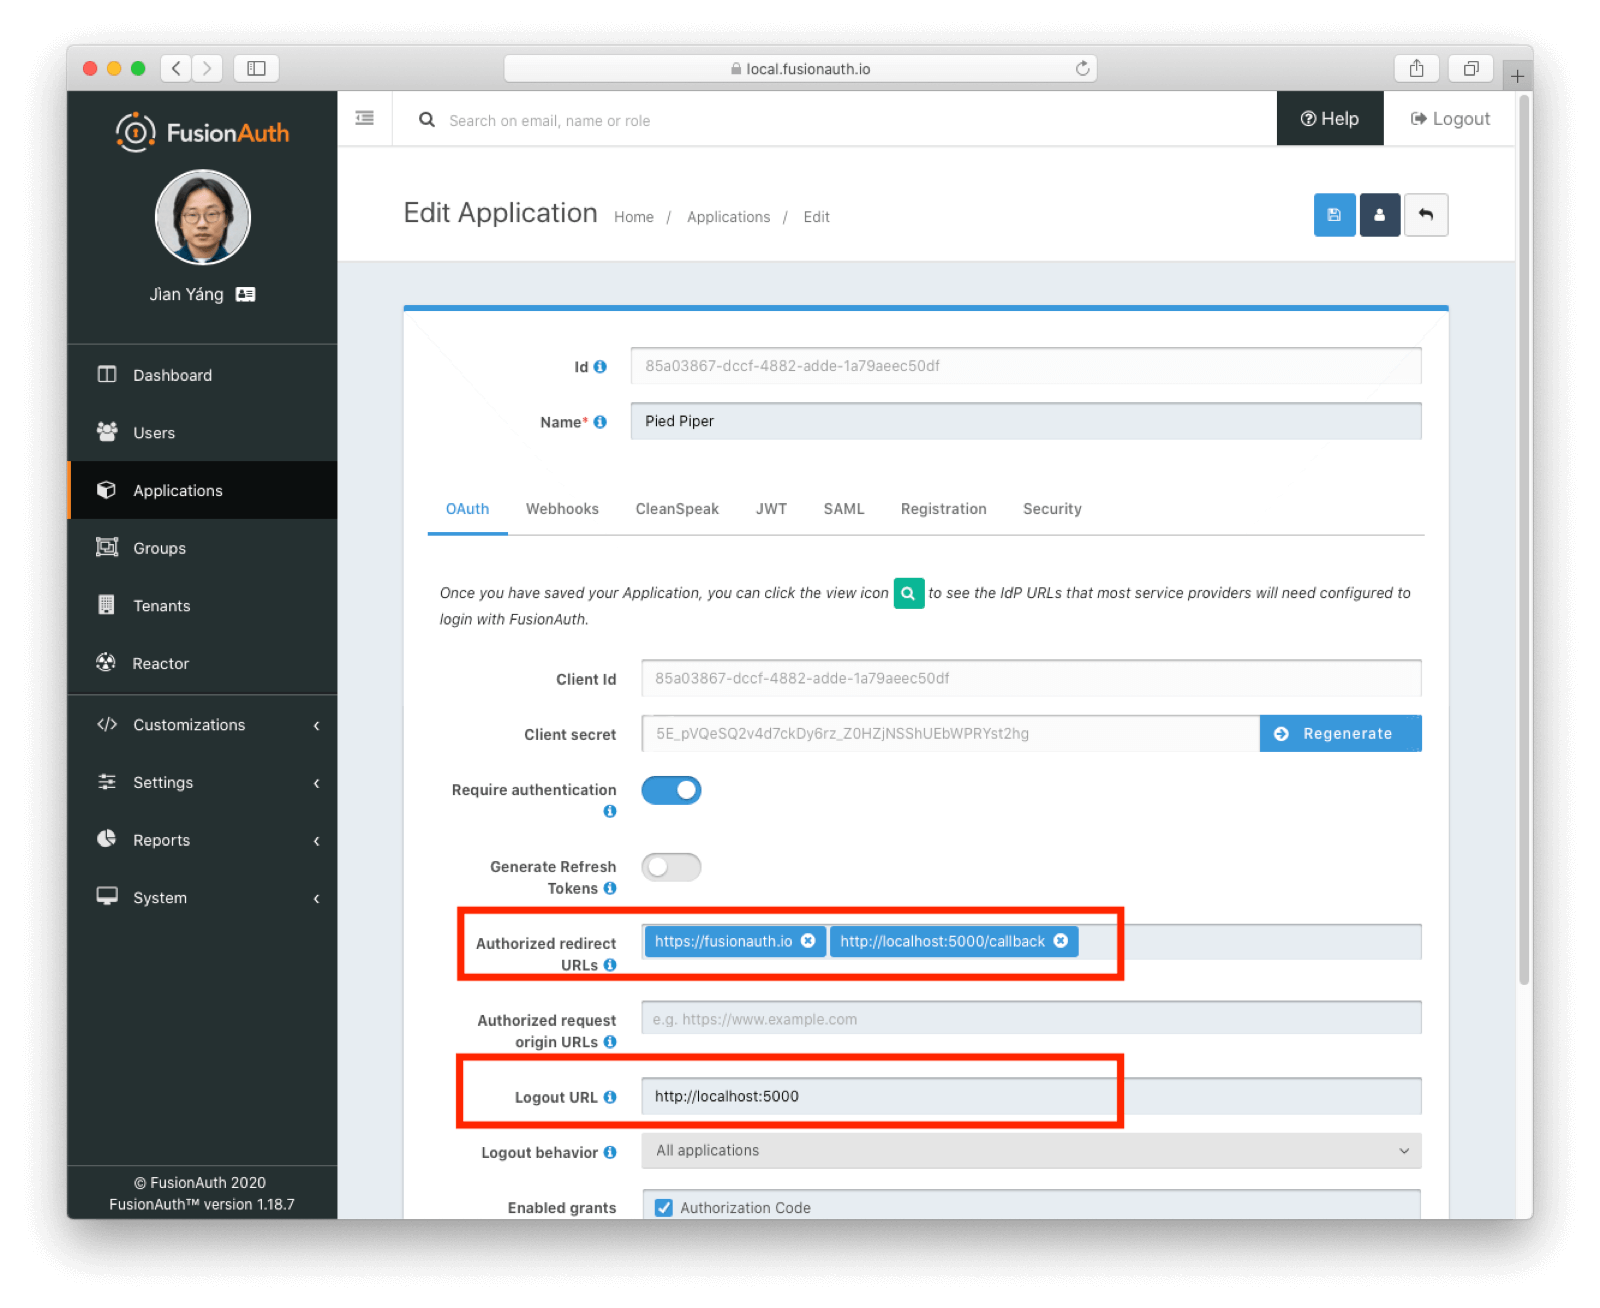 local.fusionauth.io
FusionAuth
Jìan Yáng
Dashboard
Users
Applications
Groups
Tenants
Reactor
Customizations
Settings
Reports
System
© FusionAuth 2020
FusionAuth™ version 1.18.7
Search on email, name or role
Help
Logout
Edit Application
Home / Applications / Edit
Id
85a03867-dccf-4882-adde-1a79aeec50df
Name*
Pied Piper
OAuth Webhooks CleanSpeak JWT SAML Registration Security
Once you have saved your Application, you can click the view icon to see the IdP URLs that most service providers will need configured to
login with FusionAuth.
Client Id
85a03867-dccf-4882-adde-1a79aeec50df
Client secret
5E_pVQeSQ2v4d7ckDy6rz_Z0HZjNSShUEbWPRYst2hg
Regenerate
Require authentication
Generate Refresh
Tokens
Authorized redirect
URLs
https://fusionauth.io
http://localhost:5000/callback
Authorized request
origin URLs
e.g. https://www.example.com
Logout URL
http://localhost:5000
Logout behavior
All applications
Enabled grants
Authorization Code